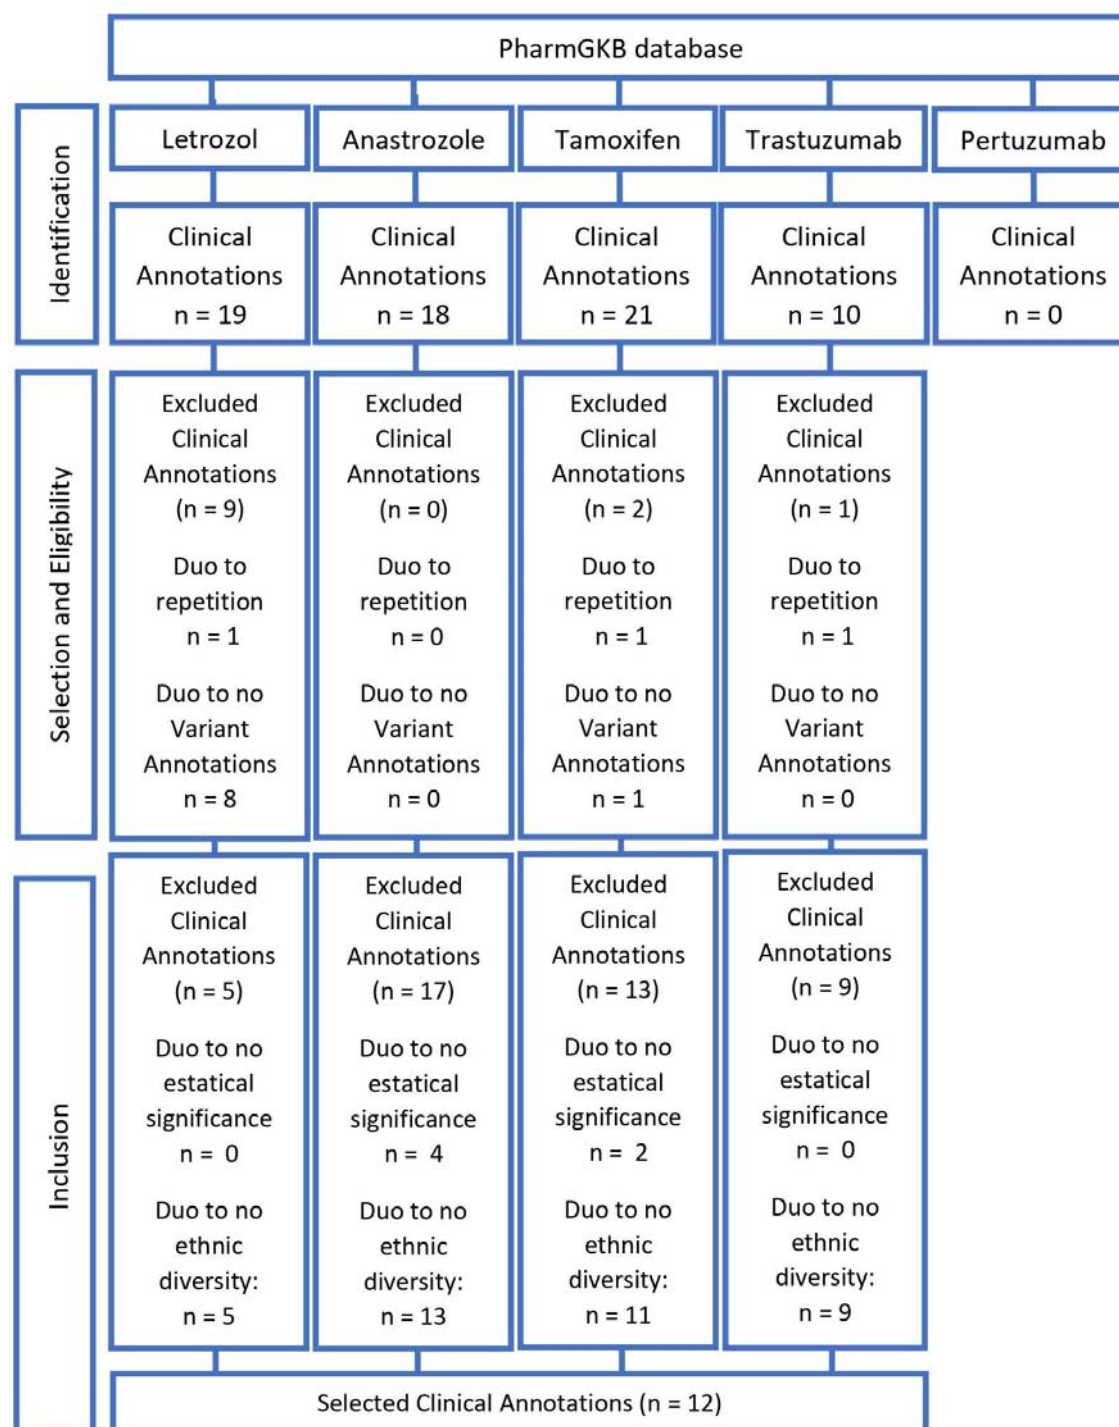 PharmGKB database
Identification
Letrozol
Anastrozole
Tamoxifen
Trastuzumab
Pertuzumab
Clinical
Annotations
n = 19
Clinical
Annotations
n = 18
Clinical
Annotations
n = 21
Clinical
Annotations
n = 10
Clinical
Annotations
n = 0
Selection and Eligibility
Excluded
Clinical
Annotations
(n = 9)
Duo to
repetition
n = 1
Duo to no
Variant
Annotations
n = 8
Excluded
Clinical
Annotations
(n = 0)
Duo to
repetition
n = 0
Duo to no
Variant
Annotations
n = 0
Excluded
Clinical
Annotations
(n = 2)
Duo to
repetition
n = 1
Duo to no
Variant
Annotations
n = 1
Excluded
Clinical
Annotations
(n = 1)
Duo to
repetition
n = 1
Duo to no
Variant
Annotations
n = 0
Inclusion
Excluded
Clinical
Annotations
(n = 5)
Duo to no
estatical
significance
n = 0
Duo to no
ethnic
diversity:
n = 5
Excluded
Clinical
Annotations
(n = 17)
Duo to no
estatical
significance
n = 4
Duo to no
ethnic
diversity:
n = 13
Excluded
Clinical
Annotations
(n = 13)
Duo to no
estatical
significance
n = 2
Duo to no
ethnic
diversity:
n = 11
Excluded
Clinical
Annotations
(n = 9)
Duo to no
estatical
significance
n = 0
Duo to no
ethnic
diversity:
n = 9
Selected Clinical Annotations (n = 12)